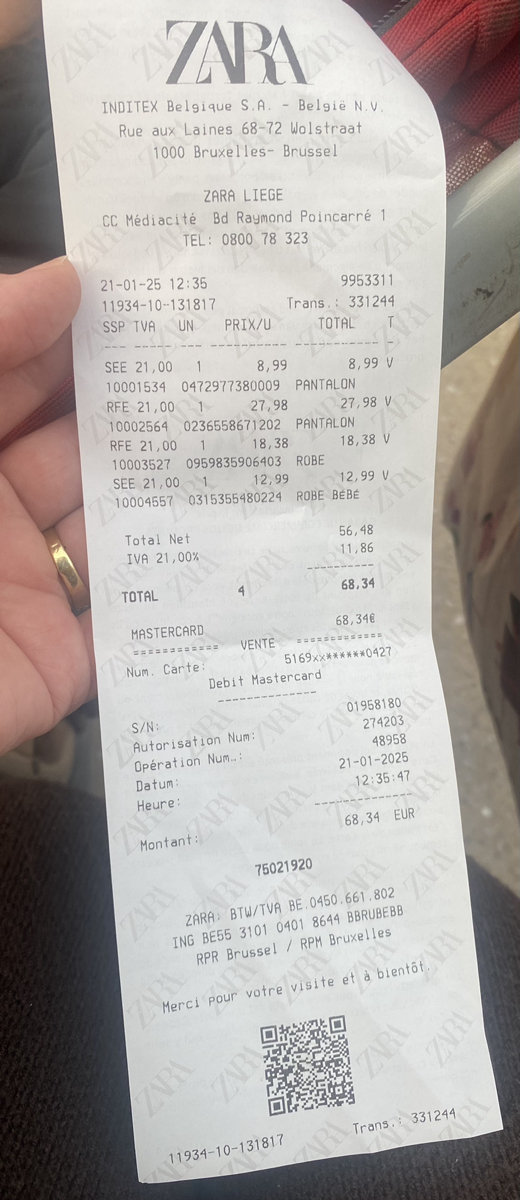 ZARA
INDITEX Belgique S.A. - België N.V.
Rue aux Laines 68-72 Wolstraat
1000 Bruxelles- Brussel
ZARA LIEGE
CC Médiacité Bd Raymond Poincarré 1
TEL: 0800 78 323
21-01-25 12:35 9953311
11934-10-131817 Trans.: 331244
SSP TVA UN PRIX/U TOTAL T
--- ----- --- ---------- ----------- -
SEE 21,00 1 8,99 8,99 V
10001534 0472977380009 PANTALON
RFE 21,00 1 27,98 27,98 V
10002564 0236558671202 PANTALON
RFE 21,00 1 18,38 18,38 V
10003527 0959835906403 ROBE
SEE 21,00 1 12,99 12,99 V
10004557 0315355480224 ROBE BÉBÉ
Total Net 56,48
IVA 21,00% 11,86
----------
TOTAL 4 68,34
MASTERCARD 68,34€
============ VENTE ============
Num. Carte: 5169xx******0427
Debit Mastercard
--------------
S/N: 01958180
Autorisation Num: 274203
Opération Num.: 48958
Datum: 21-01-2025
Heure: 12:35:47
--------------
Montant: 68,34 EUR
75021920
ZARA: BTW/TVA BE.0450.661.802
ING BE55 3101 0401 8644 BBRUBEBB
RPR Brussel / RPM Bruxelles
Merci pour votre visite et à bientôt.
11934-10-131817 Trans.: 331244